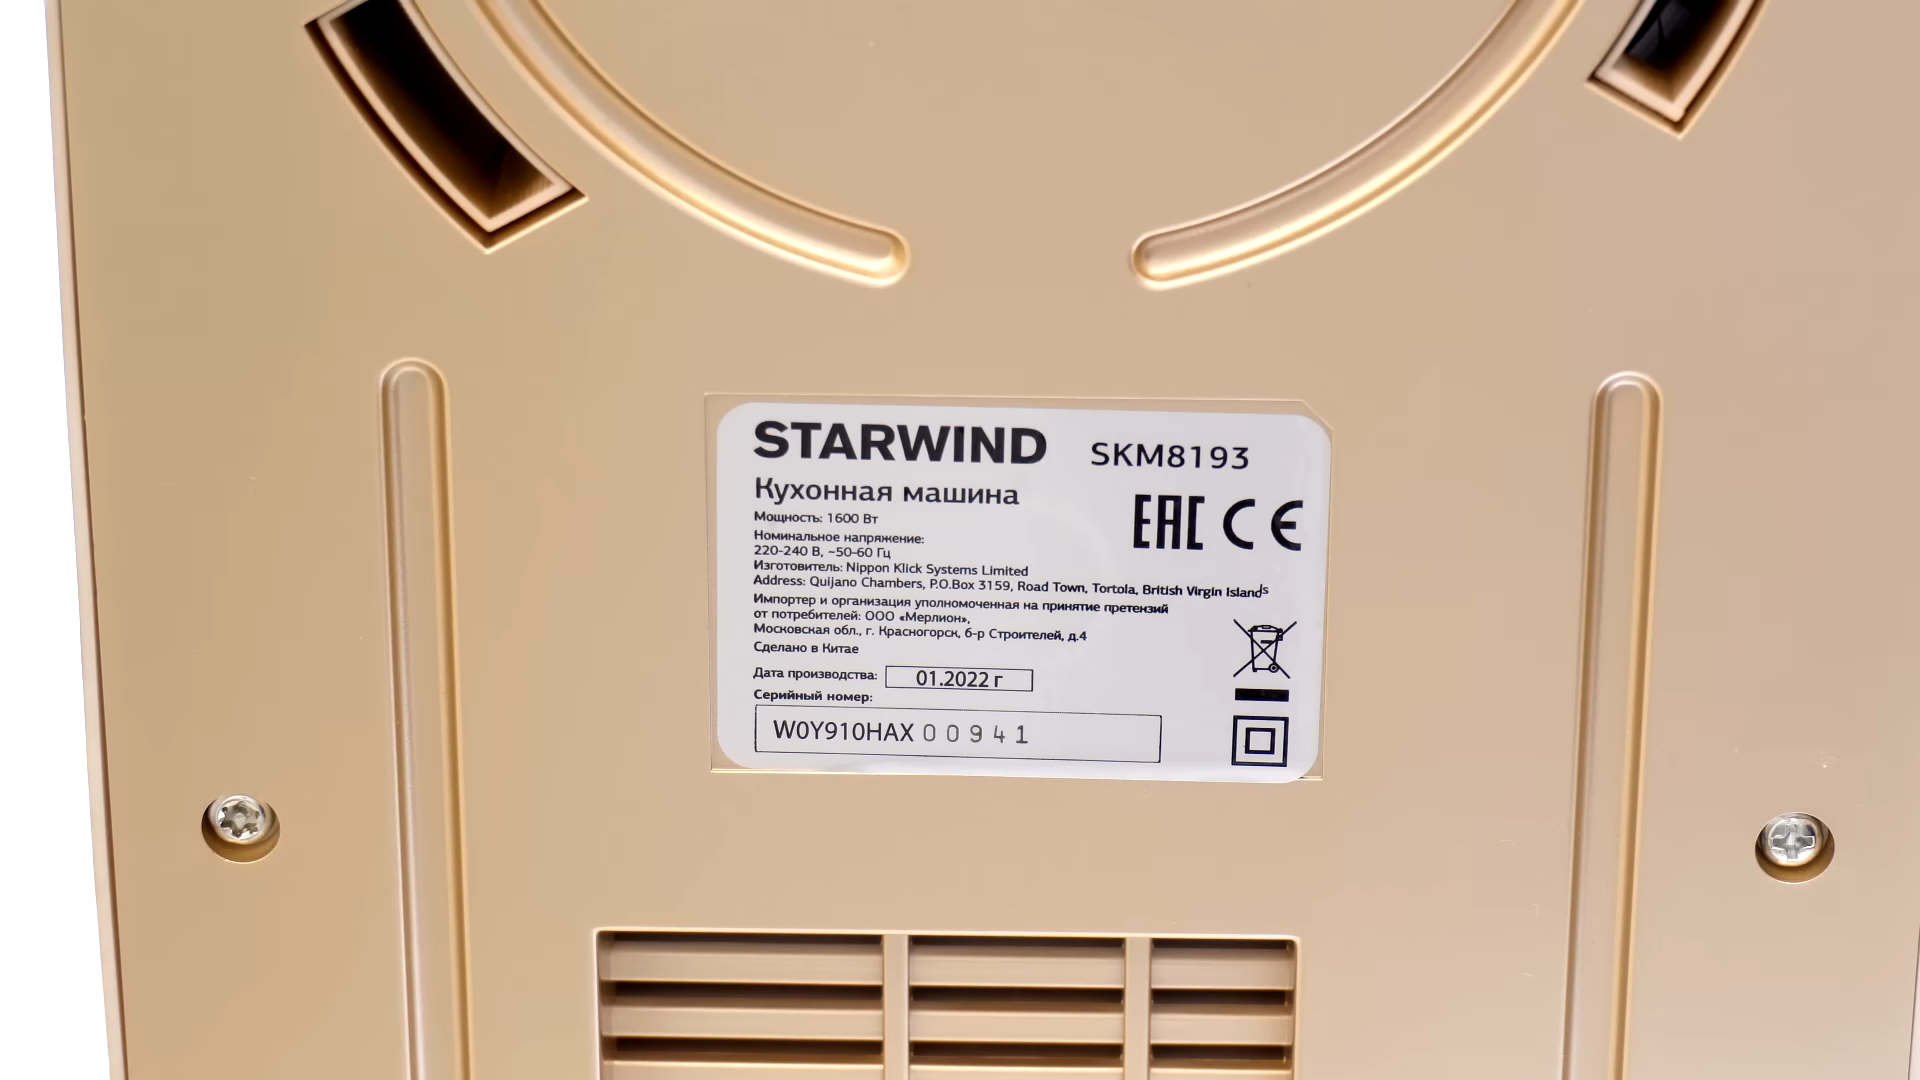 STARWIND SKM8193
Кухонная машина
Мощность: 1600 Вт
Номинальное напряжение:
220-240 В, ~50-60 Гц
Изготовитель: Nippon Klick Systems Limited
Address: Quijano Chambers, P.O.Box 3159, Road Town, Tortola, British Virgin Islands
Импортер и организация уполномоченная на принятие претензий
от потребителей: ООО «Мерлион»,
Московская обл., г. Красногорск, б-р Строителей, д.4
Сделано в Китае
Дата производства: 01.2022 г
Серийный номер:
W0Y910HAX 00941
EAC CE